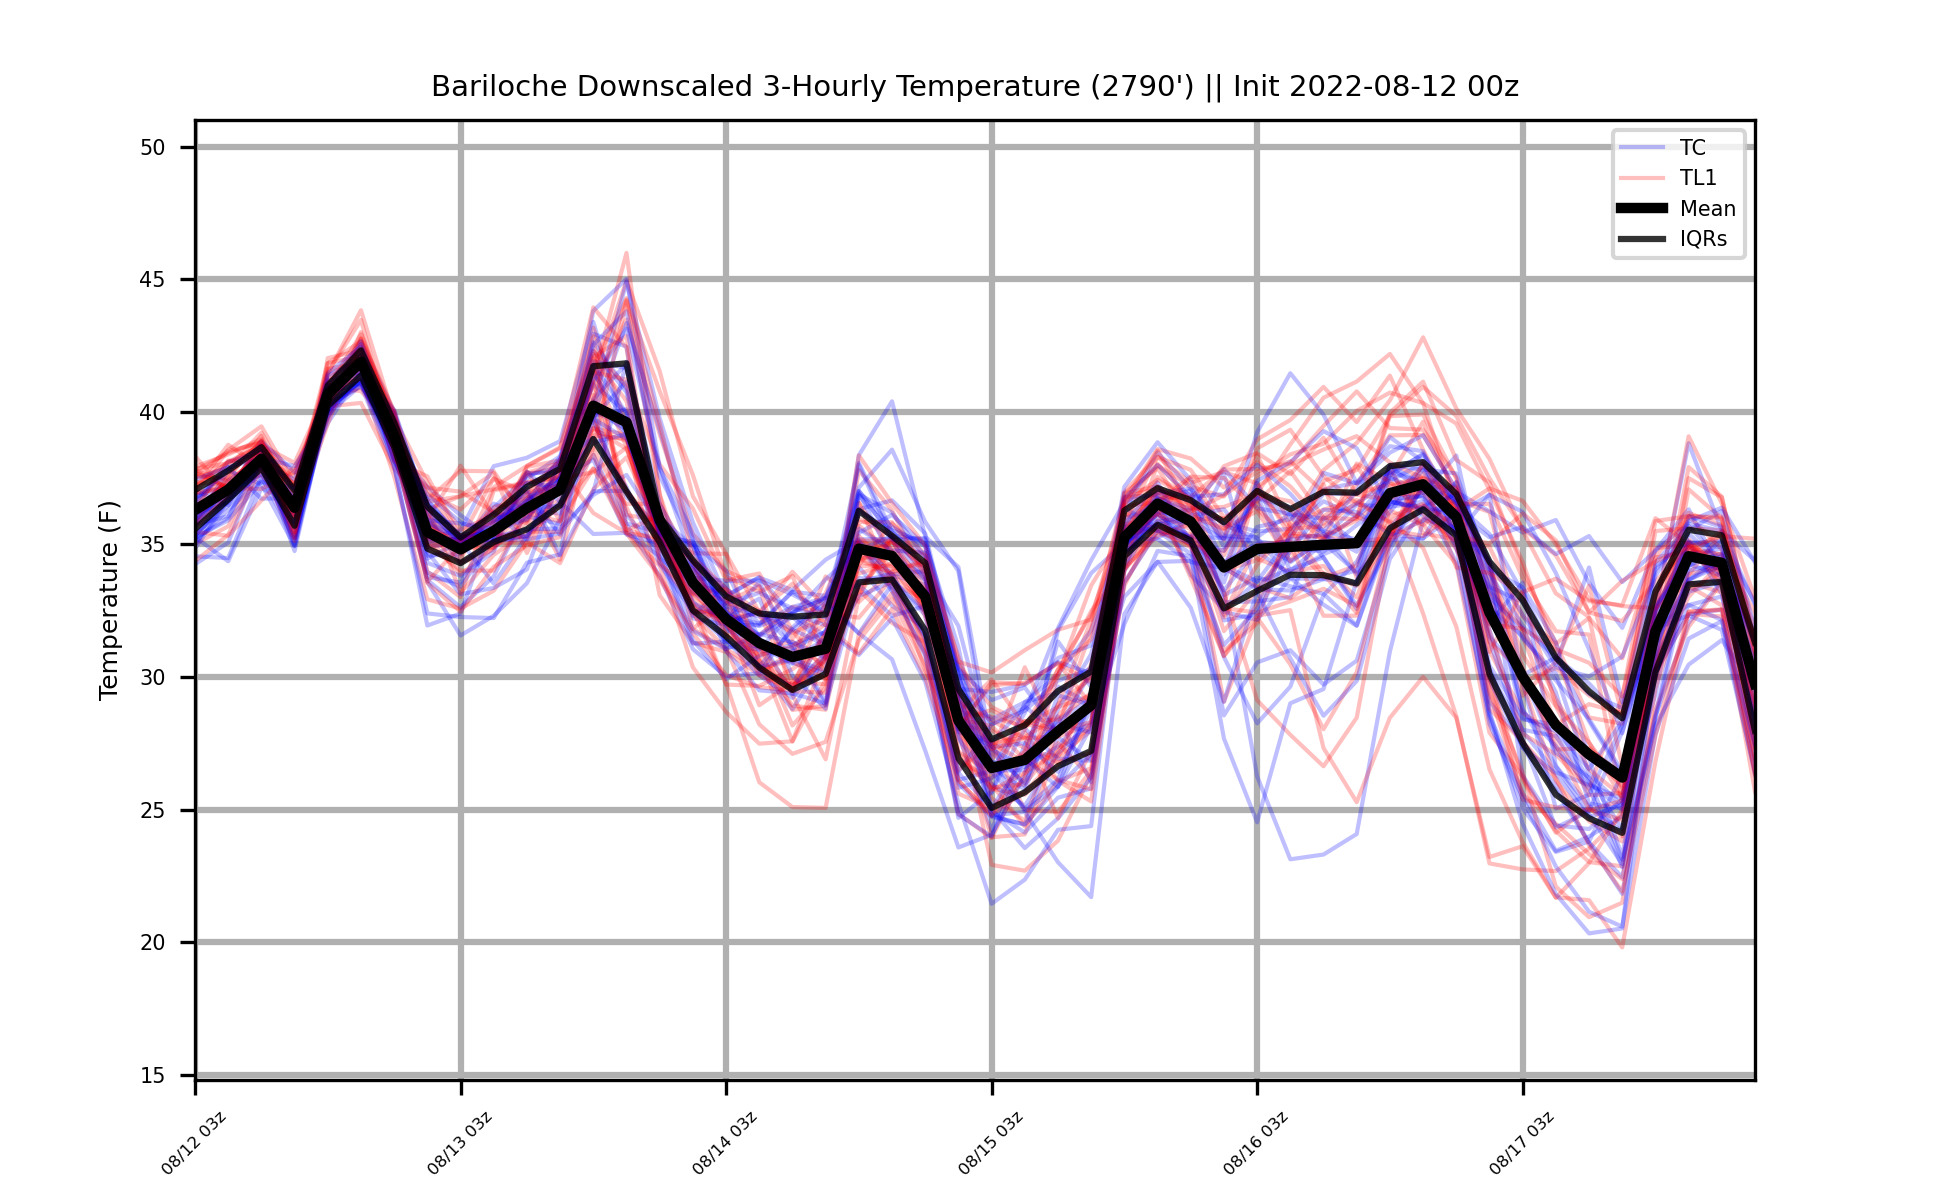 Bariloche Downscaled 3-Hourly Temperature (2790') || Init 2022-08-12 00z
TC
TL1
Mean
IQRs
Temperature (F)
50
45
40
35
30
25
20
15
08/12 03z
08/13 03z
08/14 03z
08/15 03z
08/16 03z
08/17 03z